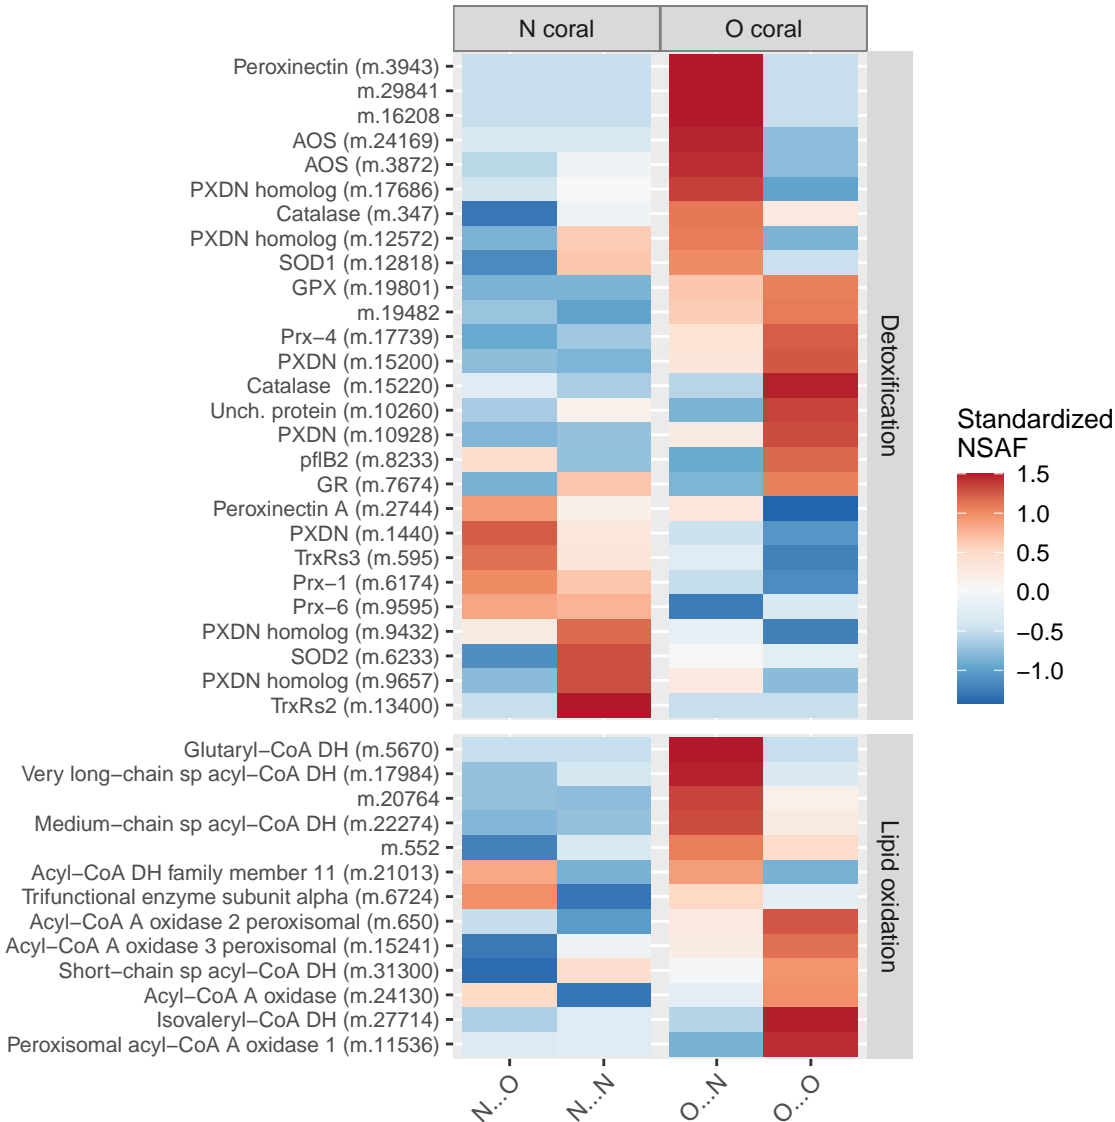 N coral
O coral
Peroxinectin (m.3943)
m.29841
m.16208
AOS (m.24169)
AOS (m.3872)
PXDN homolog (m.17686)
Catalase (m.347)
PXDN homolog (m.12572)
SOD1 (m.12818)
GPX (m.19801)
m.19482
Prx−4 (m.17739)
PXDN (m.15200)
Catalase  (m.15220)
Unch. protein (m.10260)
PXDN (m.10928)
pflB2 (m.8233)
GR (m.7674)
Peroxinectin A (m.2744)
PXDN (m.1440)
TrxRs3 (m.595)
Prx−1 (m.6174)
Prx−6 (m.9595)
PXDN homolog (m.9432)
SOD2 (m.6233)
PXDN homolog (m.9657)
TrxRs2 (m.13400)
Detoxification
Glutaryl−CoA DH (m.5670)
Very long−chain sp acyl−CoA DH (m.17984)
m.20764
Medium−chain sp acyl−CoA DH (m.22274)
m.552
Acyl−CoA DH family member 11 (m.21013)
Trifunctional enzyme subunit alpha (m.6724)
Acyl−CoA A oxidase 2 peroxisomal (m.650)
Acyl−CoA A oxidase 3 peroxisomal (m.15241)
Short−chain sp acyl−CoA DH (m.31300)
Acyl−CoA A oxidase (m.24130)
Isovaleryl−CoA DH (m.27714)
Peroxisomal acyl−CoA A oxidase 1 (m.11536)
Lipid oxidation
N...O
N...N
O...N
O...O
Standardized
NSAF
1.5
1.0
0.5
0.0
−0.5
−1.0